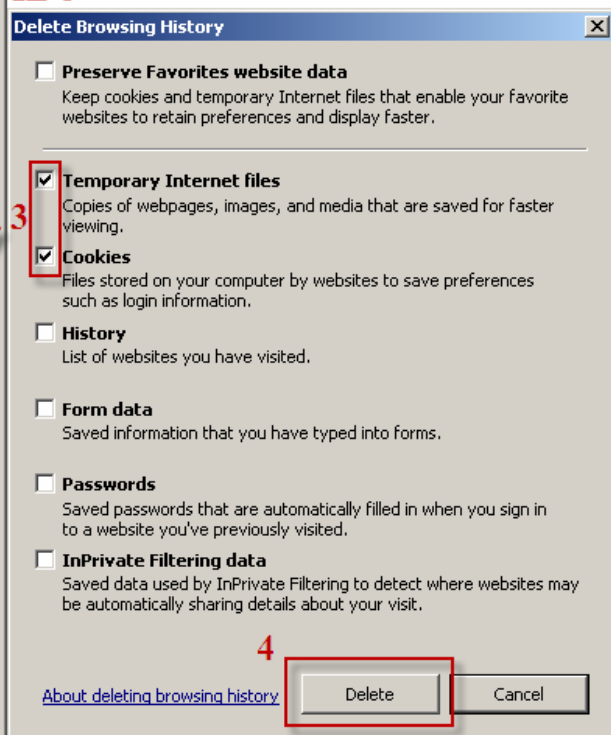 Delete Browsing History
Preserve Favorites website data
Keep cookies and temporary Internet files that enable your favorite
websites to retain preferences and display faster.
Temporary Internet files
Copies of webpages, images, and media that are saved for faster
viewing.
3
Cookies
Files stored on your computer by websites to save preferences
such as login information.
History
List of websites you have visited.
Form data
Saved information that you have typed into forms.
Passwords
Saved passwords that are automatically filled in when you sign in
to a website you've previously visited.
InPrivate Filtering data
Saved data used by InPrivate Filtering to detect where websites may
be automatically sharing details about your visit.
4
About deleting browsing history
Delete
Cancel